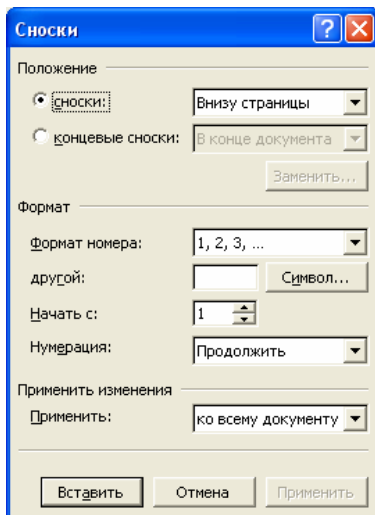 Сноски
Положение
сноски: Внизу страницы
концевые сноски: В конце документа
Заменить...
Формат
Формат номера: 1, 2, 3, ...
другой: Символ...
Начать с: 1
Нумерация: Продолжить
Применить изменения
Применить: ко всему документу
Вставить Отмена Применить